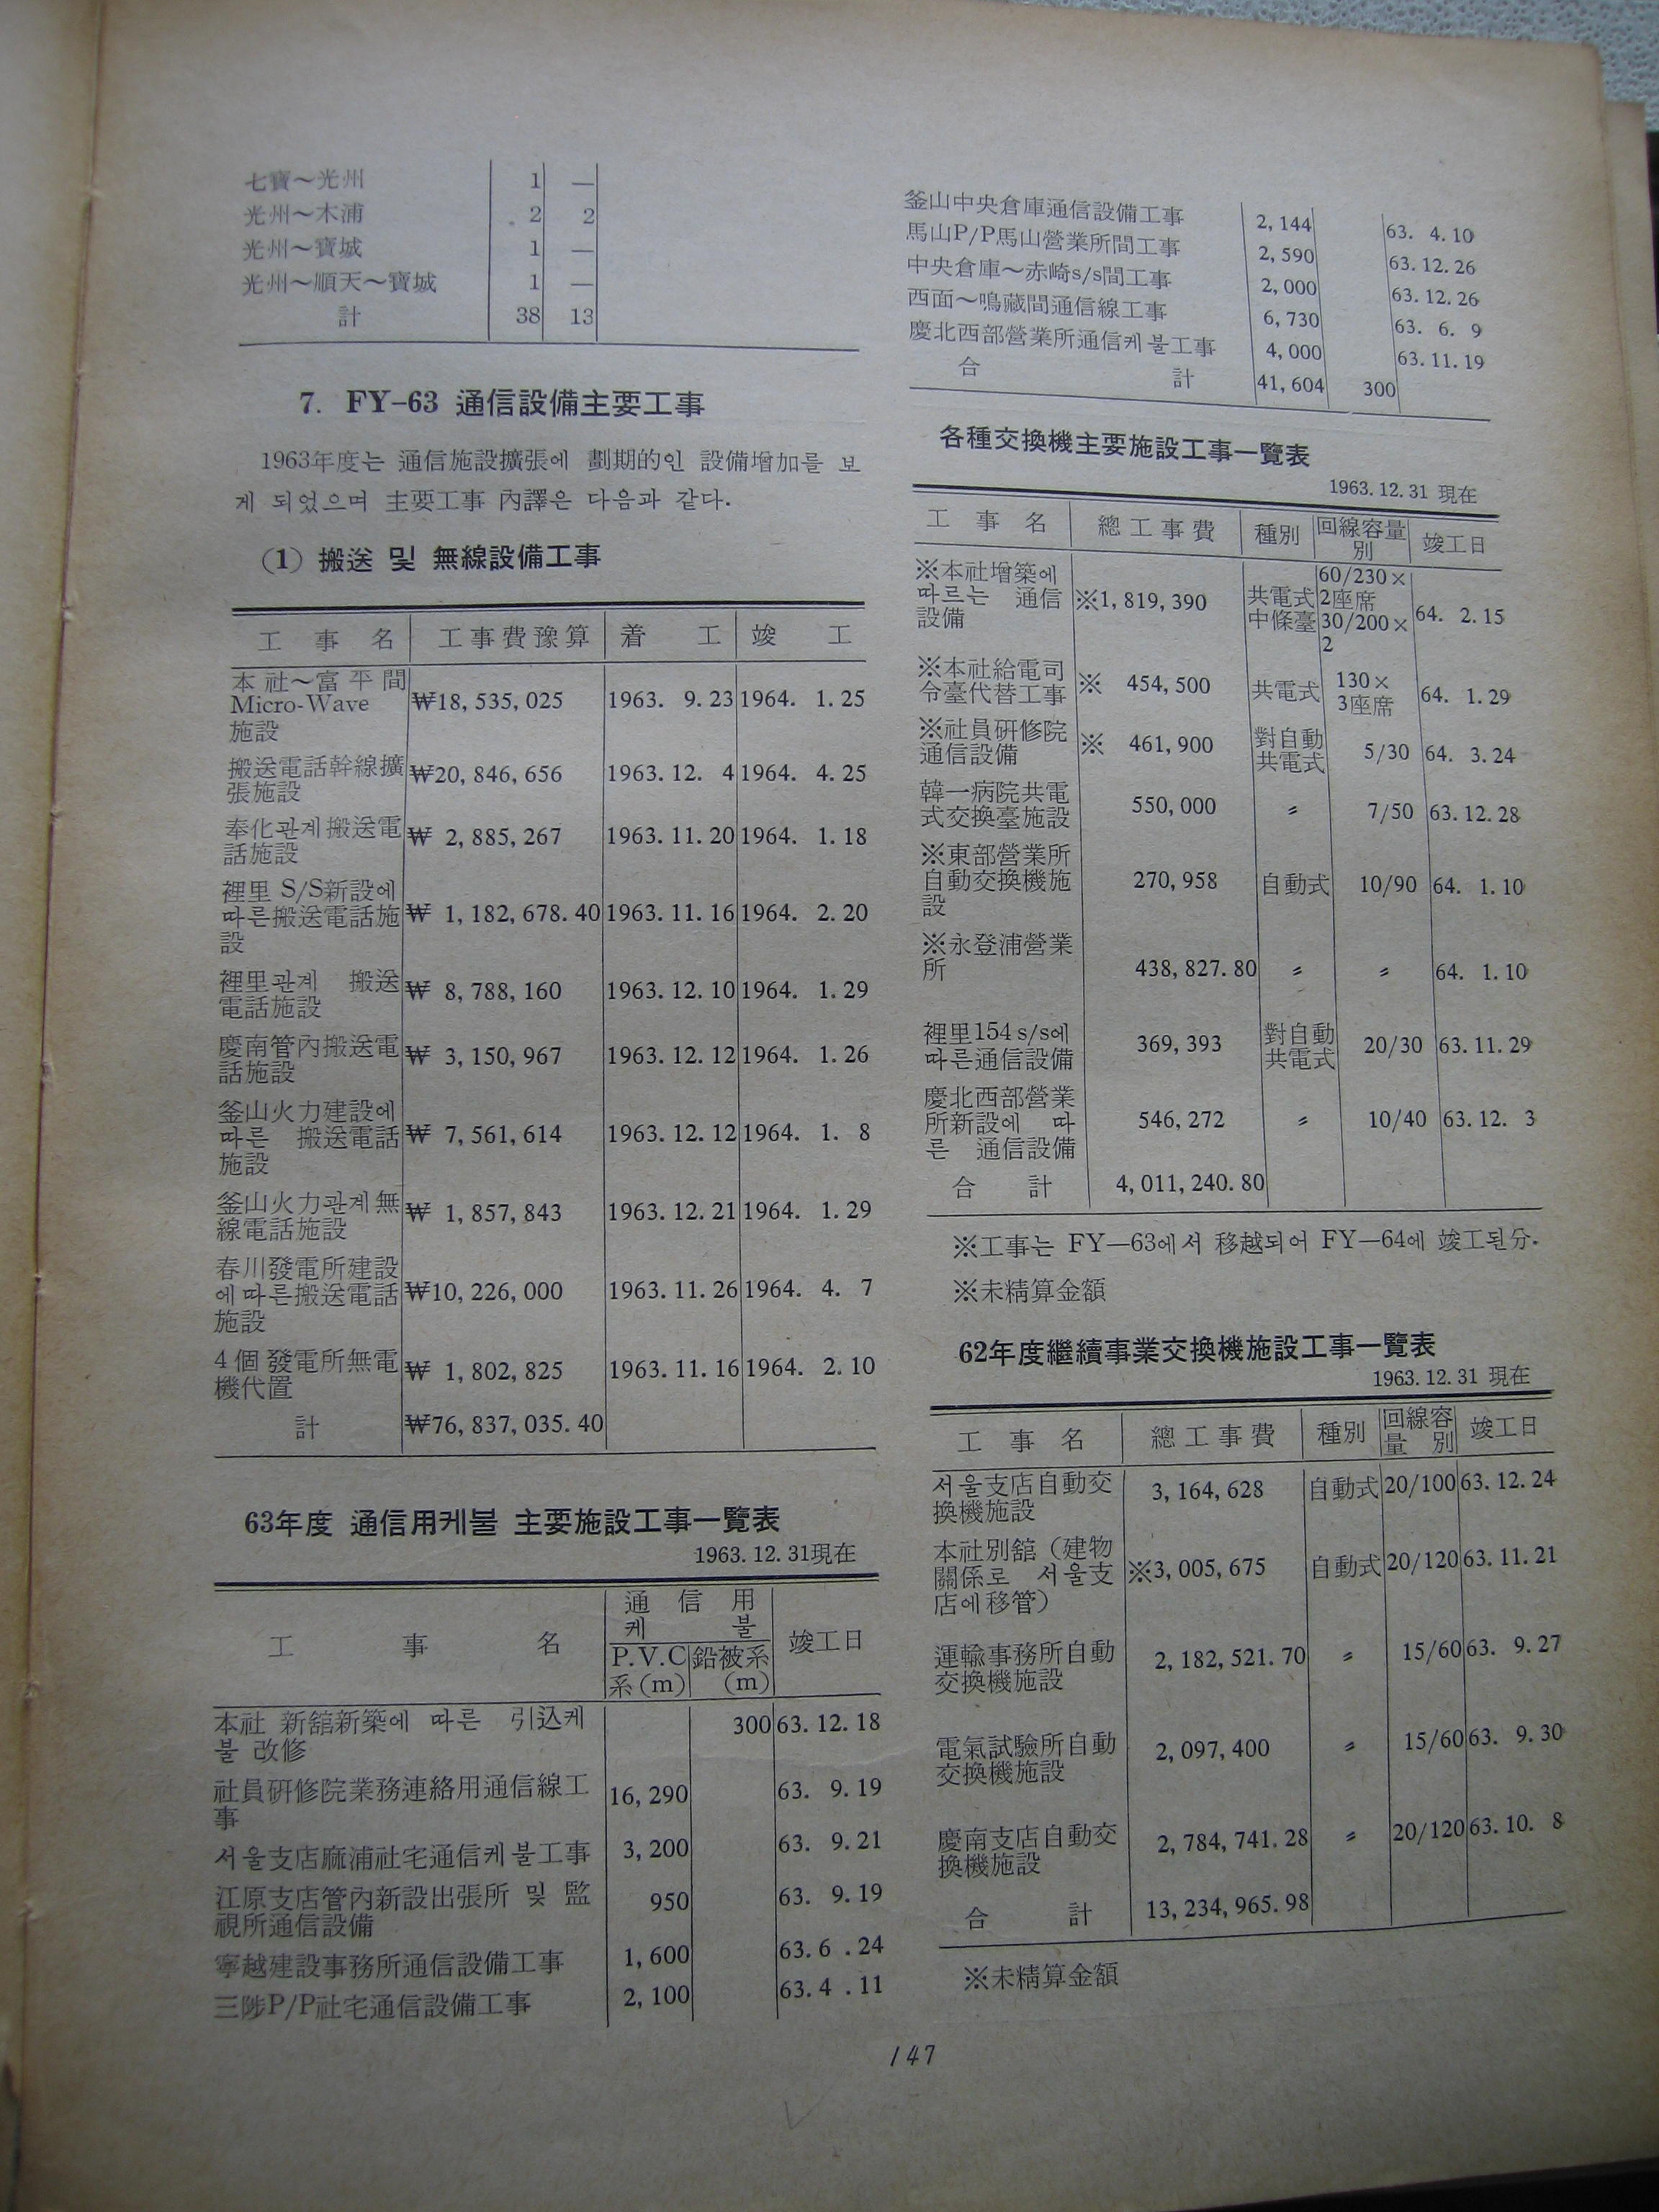 七寶～光州 1 —
光州～木浦 2 2
光州～寶城 1 —
光州～順天～寶城 1 —
計 38 13
7. FY-63 通信設備主要工事
1963年度는 通信施設擴張에 劃期的인 設備增加를 보
게 되었으며 主要工事 內譯은 다음과 같다.
(1) 搬送 및 無線設備工事
工 事 名 工事費豫算 着 工 竣 工
本社～富平間
Micro-Wave ₩18,535,025 1963. 9.23 1964. 1.25
施設
搬送電話幹線擴 ₩20,846,656 1963.12. 4 1964. 4.25
張施設
奉化관계搬送電 ₩ 2,885,267 1963.11.20 1964. 1.18
話施設
裡里 S/S新設에
따른搬送電話施 ₩ 1,182,678.40 1963.11.16 1964. 2.20
設
裡里관계 搬送 ₩ 8,788,160 1963.12.10 1964. 1.29
電話施設
慶南管內搬送電 ₩ 3,150,967 1963.12.12 1964. 1.26
話施設
釜山火力建設에
따른 搬送電話 ₩ 7,561,614 1963.12.12 1964. 1. 8
施設
釜山火力관계無 ₩ 1,857,843 1963.12.21 1964. 1.29
線電話施設
春川發電所建設
에따른搬送電話 ₩10,226,000 1963.11.26 1964. 4. 7
施設
4個發電所無電 ₩ 1,802,825 1963.11.16 1964. 2.10
機代置
計 ₩76,837,035.40
63年度 通信用케불 主要施設工事一覽表
1963.12.31現在
通 信 用
케 불
工 事 名 竣工日
P.V.C 鉛被系
系(m) (m)
本社 新舘新築에 따른 引込케 300 63.12.18
불 改修
社員硏修院業務連絡用通信線工 16,290 63. 9.19
事
서울支店麻浦社宅通信케불工事 3,200 63. 9.21
江原支店管內新設出張所 및 監 950 63. 9.19
視所通信設備
寧越建設事務所通信設備工事 1,600 63.6 .24
三陟P/P社宅通信設備工事 2,100 63.4 .11
釜山中央倉庫通信設備工事 2,144 63. 4.10
馬山P/P馬山營業所間工事 2,590 63.12.26
中央倉庫～赤崎s/s間工事 2,000 63.12.26
西面～鳴藏間通信線工事 6,730 63. 6. 9
慶北西部營業所通信케불工事 4,000 63.11.19
合 計 41,604 300
各種交換機主要施設工事一覽表
1963.12.31 現在
工 事 名 總工事費 種別 回線容量 竣工日
別
※本社增築에 60/230×
따르는 通信 ※1,819,390 共電式 2座席 64. 2.15
設備 中條臺 30/200×
2
※本社給電司 ※ 454,500 共電式 130× 64. 1.29
令臺代替工事 3座席
※社員硏修院 ※ 461,900 對自動 5/30 64. 3.24
通信設備 共電式
韓一病院共電 550,000 〃 7/50 63.12.28
式交換臺施設
※東部營業所
自動交換機施 270,958 自動式 10/90 64. 1.10
設
※永登浦營業
所 438,827.80 〃 〃 64. 1.10
裡里154s/s에 369,393 對自動 20/30 63.11.29
따른通信設備 共電式
慶北西部營業
所新設에 따 546,272 〃 10/40 63.12. 3
른 通信設備
合 計 4,011,240.80
※工事는 FY—63에서 移越되어 FY—64에 竣工된分.
※未精算金額
62年度繼續事業交換機施設工事一覽表
1963.12.31 現在
工 事 名 總工事費 種別 回線容 竣工日
量 別
서울支店自動交 3,164,628 自動式 20/100 63.12.24
換機施設
本社別舘(建物
關係로 서울支 ※3,005,675 自動式 20/120 63.11.21
店에移管)
運輸事務所自動 2,182,521.70 〃 15/60 63. 9.27
交換機施設
電氣試驗所自動 2,097,400 〃 15/60 63. 9.30
交換機施設
慶南支店自動交 2,784,741.28 〃 20/120 63.10. 8
換機施設
合 計 13,234,965.98
※未精算金額
147